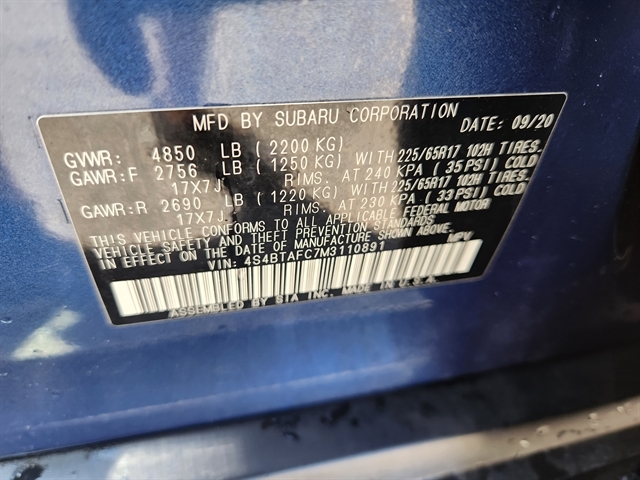 MFD BY SUBARU CORPORATION DATE: 09/20
GVWR: 4850 LB (2200 KG)
GAWR:F 2756 LB (1250 KG) WITH 225/65R17 102H TIRES.
17X7J RIMS. AT 240 KPA (35 PSI) COLD
GAWR:R 2690 LB (1220 KG) WITH 225/65R17 102H TIRES.
17X7J RIMS. AT 230 KPA (33 PSI) COLD
THIS VEHICLE CONFORMS TO ALL APPLICABLE FEDERAL MOTOR
VEHICLE SAFETY AND THEFT PREVENTION STANDARDS
IN EFFECT ON THE DATE OF MANUFACTURE SHOWN ABOVE.
VIN: 4S4BTAFC7M3110891 MPV
ASSEMBLED BY SIA INC. MADE IN U.S.A.